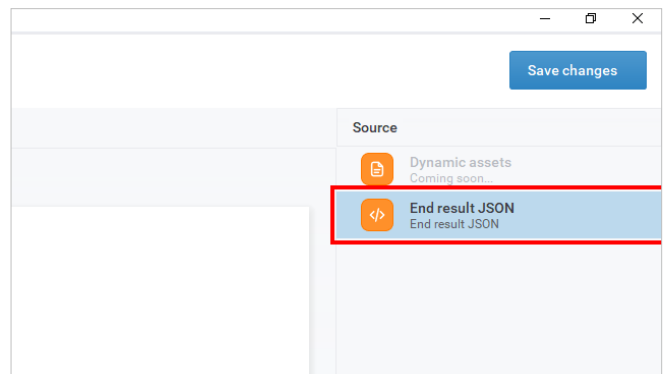 Save changes
Source
Dynamic assets
Coming soon...
End result JSON
End result JSON